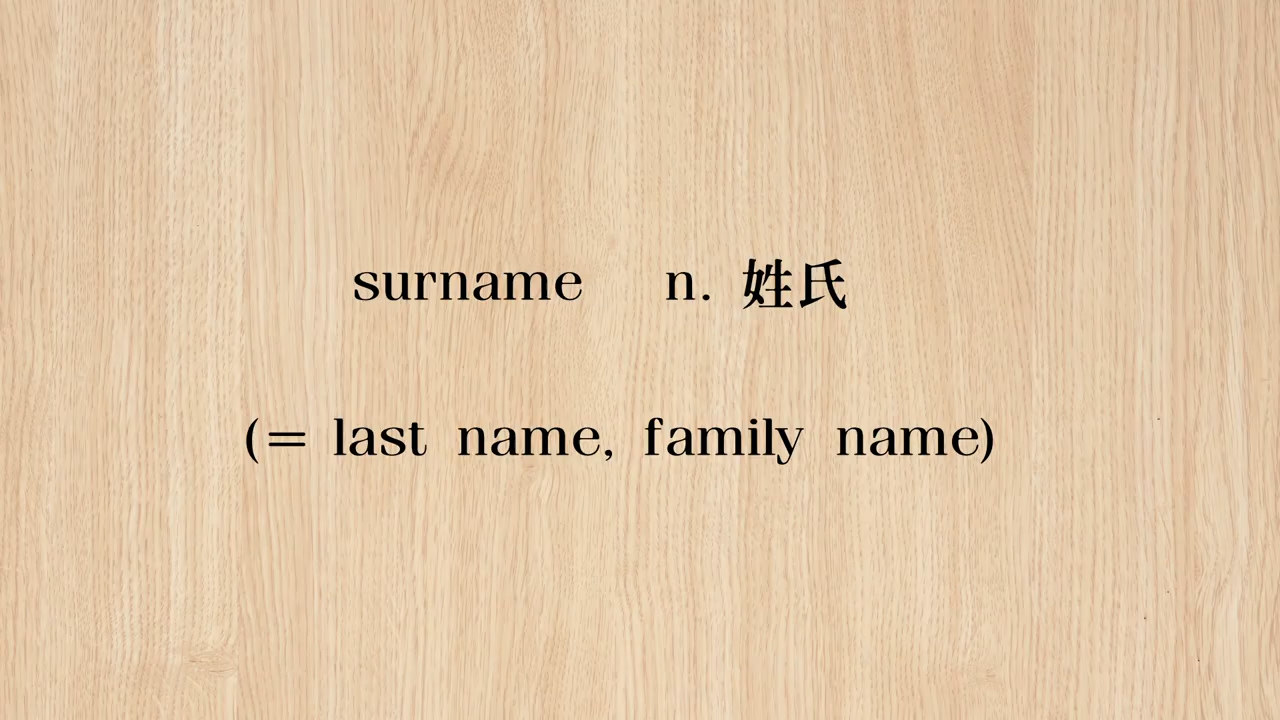 surname n. 姓氏
(= last name, family name)